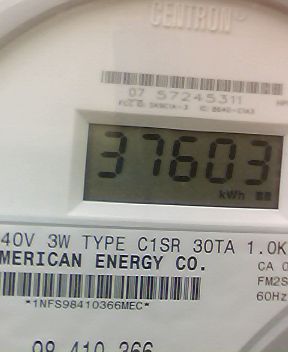 CENTRON
07 57245311
37603
kWh
40V 3W TYPE C1SR 30TA 1.0K
MERICAN ENERGY CO.
CA 0
FM2S
60Hz
*1NFS98410366MEC*
98 410 366